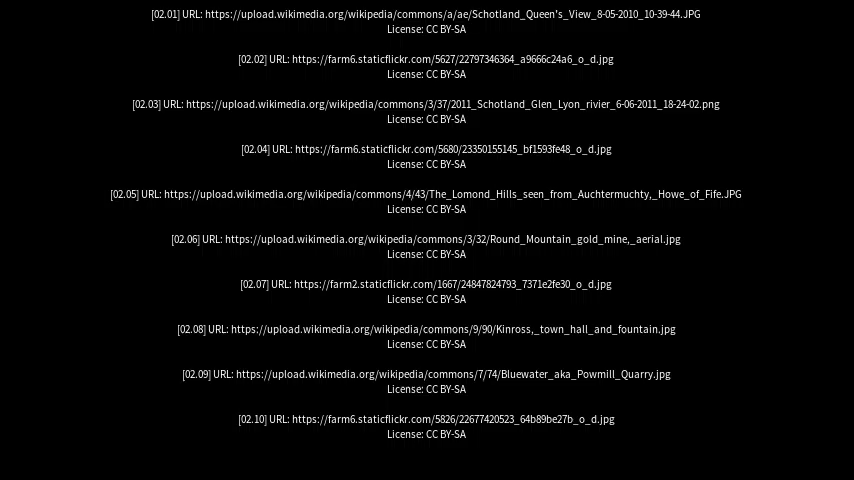 [02.01] URL: https://upload.wikimedia.org/wikipedia/commons/a/ae/Schotland_Queen's_View_8-05-2010_10-39-44.JPG
License: CC BY-SA
[02.02] URL: https://farm6.staticflickr.com/5627/22797346364_a9666c24a6_o_d.jpg
License: CC BY-SA
[02.03] URL: https://upload.wikimedia.org/wikipedia/commons/3/37/2011_Schotland_Glen_Lyon_rivier_6-06-2011_18-24-02.png
License: CC BY-SA
[02.04] URL: https://farm6.staticflickr.com/5680/23350155145_bf1593fe48_o_d.jpg
License: CC BY-SA
[02.05] URL: https://upload.wikimedia.org/wikipedia/commons/4/43/The_Lomond_Hills_seen_from_Auchtermuchty,_Howe_of_Fife.JPG
License: CC BY-SA
[02.06] URL: https://upload.wikimedia.org/wikipedia/commons/3/32/Round_Mountain_gold_mine,_aerial.jpg
License: CC BY-SA
[02.07] URL: https://farm2.staticflickr.com/1667/24847824793_7371e2fe30_o_d.jpg
License: CC BY-SA
[02.08] URL: https://upload.wikimedia.org/wikipedia/commons/9/90/Kinross,_town_hall_and_fountain.jpg
License: CC BY-SA
[02.09] URL: https://upload.wikimedia.org/wikipedia/commons/7/74/Bluewater_aka_Powmill_Quarry.jpg
License: CC BY-SA
[02.10] URL: https://farm6.staticflickr.com/5826/22677420523_64b89be27b_o_d.jpg
License: CC BY-SA